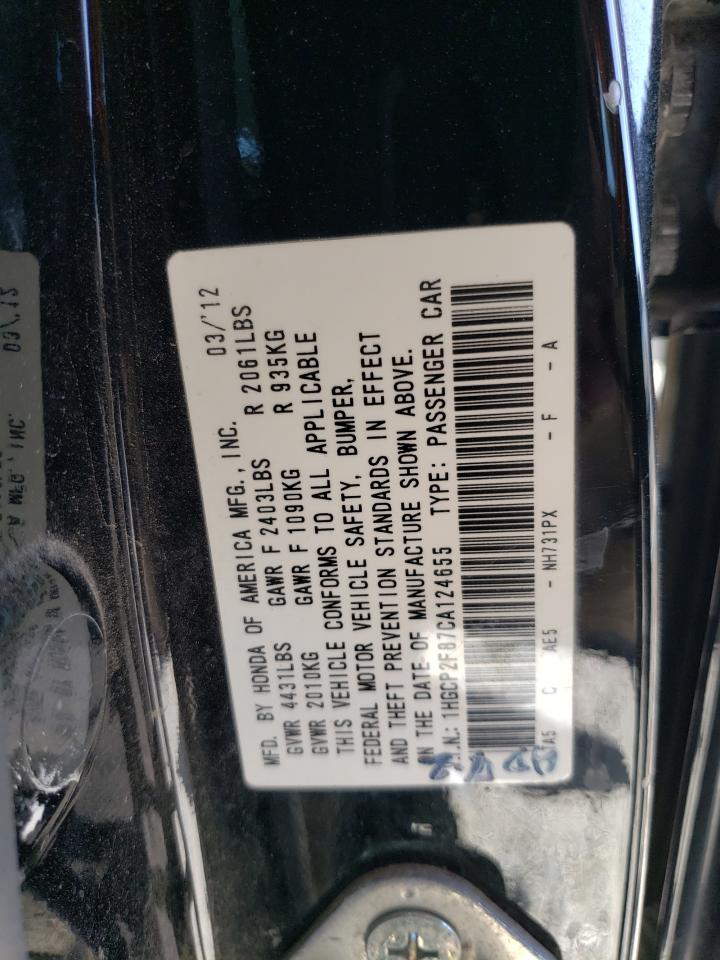 MFD. BY HONDA OF AMERICA MFG., INC. 03/'12
GVWR 4431LBS GAWR F 2403LBS R 2061LBS
GVWR 2010KG GAWR F 1090KG R 935KG
THIS VEHICLE CONFORMS TO ALL APPLICABLE
FEDERAL MOTOR VEHICLE SAFETY, BUMPER,
AND THEFT PREVENTION STANDARDS IN EFFECT
ON THE DATE OF MANUFACTURE SHOWN ABOVE.
V.I.N.: 1HGCP2F87CA124655 TYPE: PASSENGER CAR
A5 C AE5 - NH731PX - F - A